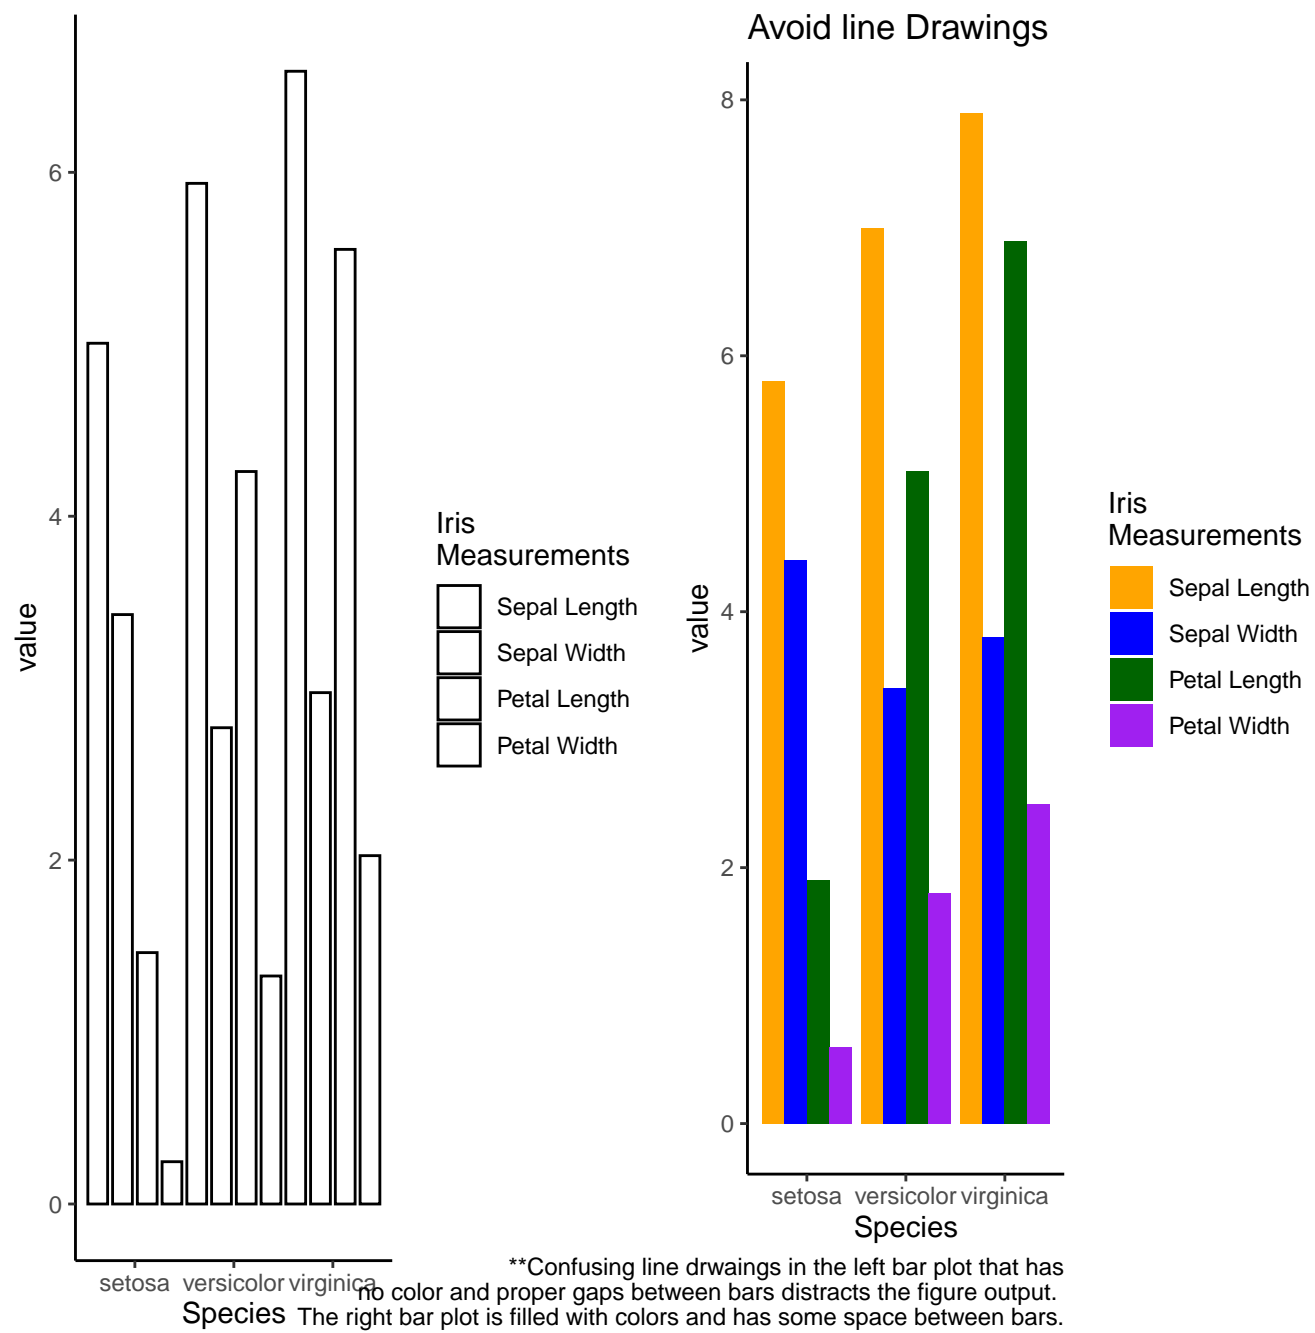 6
4
2
0
value
setosa
versicolor
virginica
Species
Iris
Measurements
Sepal Length
Sepal Width
Petal Length
Petal Width
Avoid line Drawings
8
6
4
2
0
value
setosa
versicolor
virginica
Species
Iris
Measurements
Sepal Length
Sepal Width
Petal Length
Petal Width
**Confusing line drwaings in the left bar plot that has
no color and proper gaps between bars distracts the figure output.
The right bar plot is filled with colors and has some space between bars.